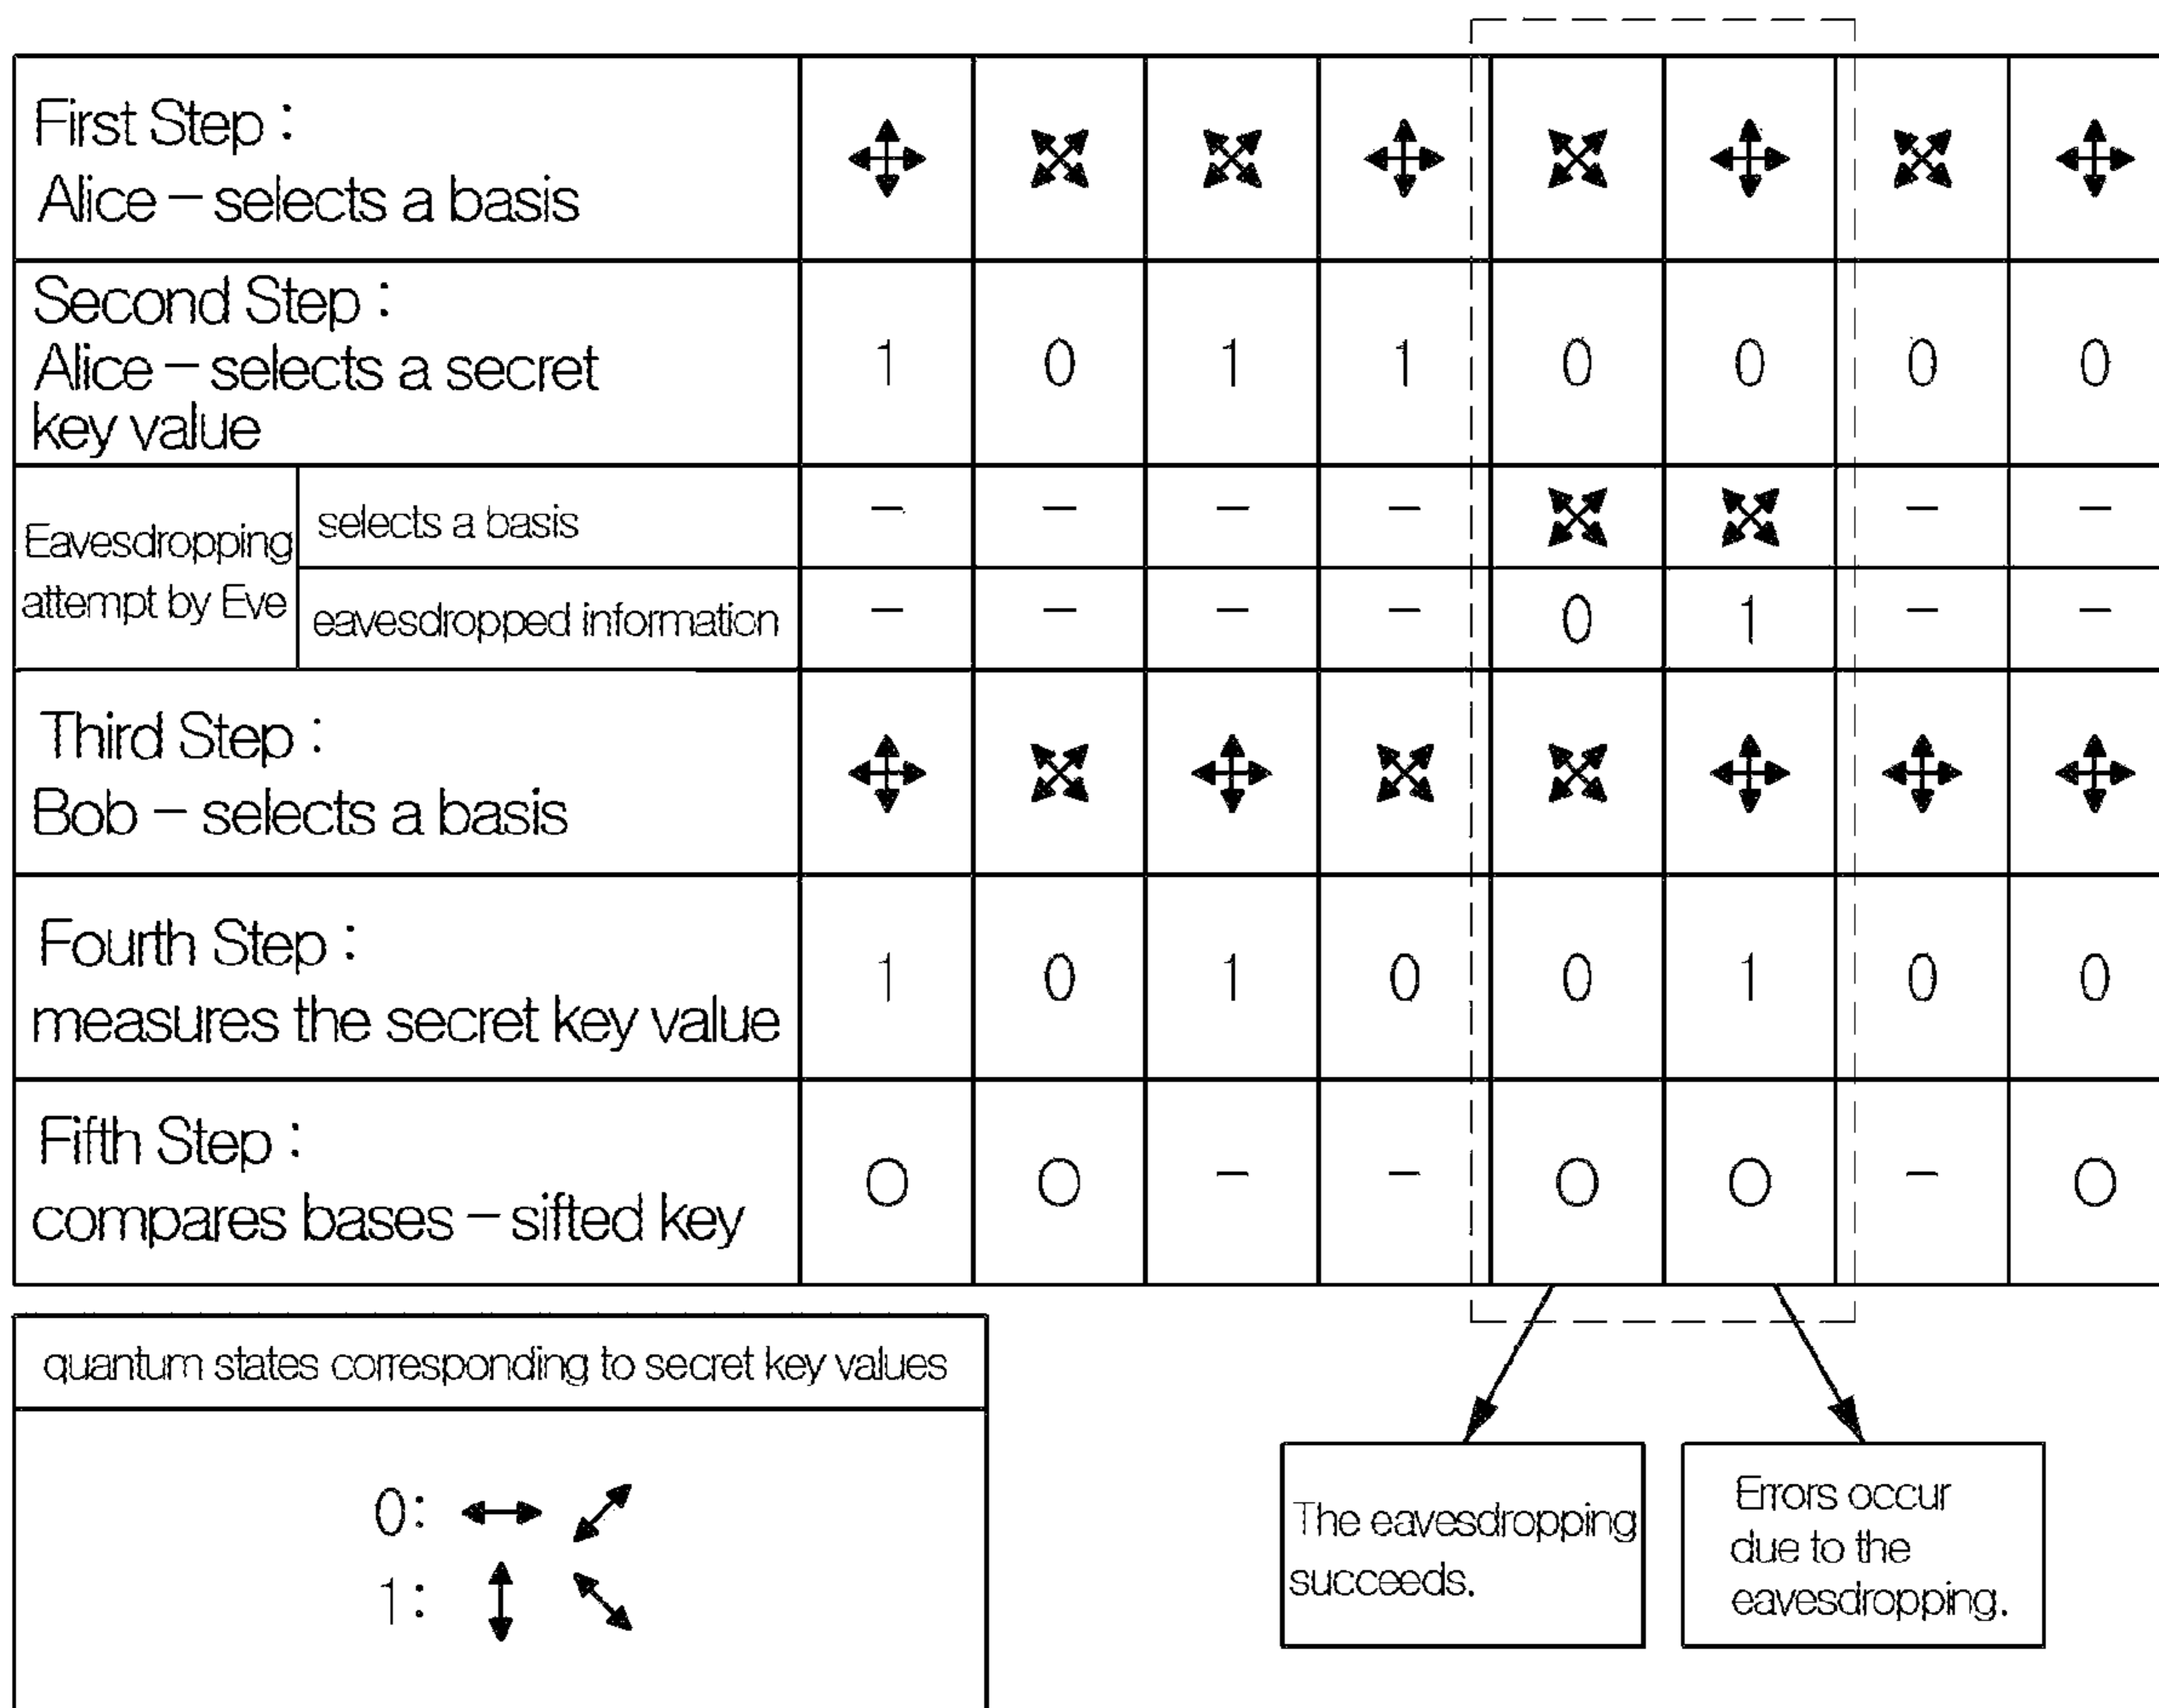 First Step :
Alice – selects a basis
Second Step :
Alice – selects a secret
key value
1 0 1 1 0 0 0 0
Eavesdropping
attempt by Eve
selects a basis
– – – – – –
eavesdropped information
– – – – 0 1 – –
Third Step :
Bob – selects a basis
Fourth Step :
measures the secret key value
1 0 1 0 0 1 0 0
Fifth Step :
compares bases – sifted key
O O – – O O – O
quantum states corresponding to secret key values
0:
1:
The eavesdropping
succeeds.
Errors occur
due to the
eavesdropping.